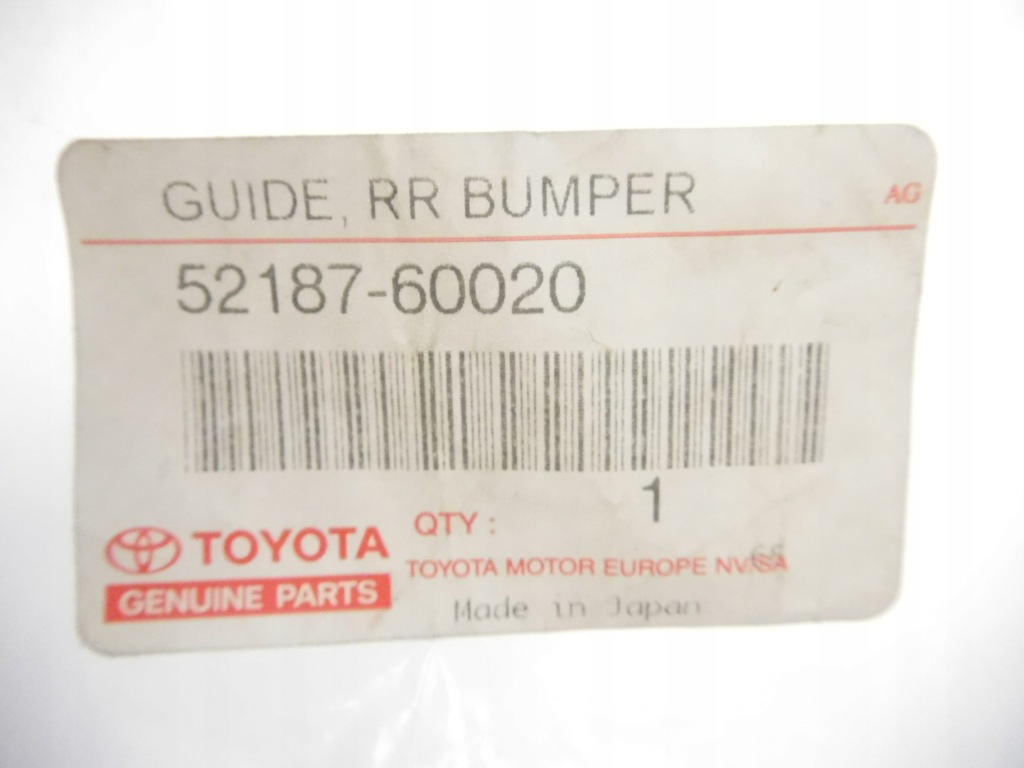 GUIDE, RR BUMPER
AG
52187-60020
QTY : 1
TOYOTA
GENUINE PARTS
TOYOTA MOTOR EUROPE NV/SA
Made in Japan